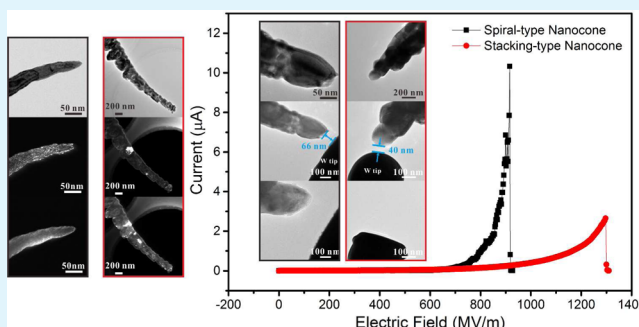 50 nm
200 nm
50nm
200 nm
50nm
200 nm
Spiral-type Nanocone
Stacking-type Nanocone
50 nm
200 nm
66 nm
W tip
100 nm
40 nm
W tip
100 nm
100 nm
100 nm
Current (μA)
12
10
8
6
4
2
0
-200
0
200
400
600
800
1000
1200
140
Electric Field (MV/m)